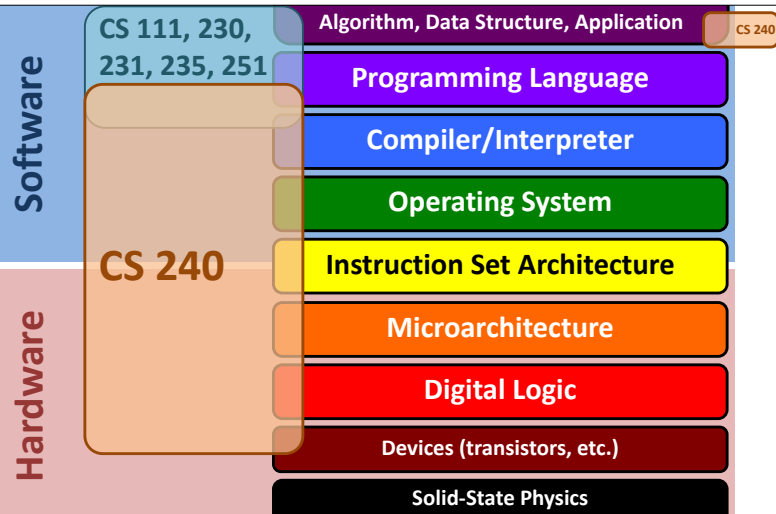 Software
Hardware
CS 111, 230,
231, 235, 251
CS 240
Algorithm, Data Structure, Application
CS 240
Programming Language
Compiler/Interpreter
Operating System
Instruction Set Architecture
Microarchitecture
Digital Logic
Devices (transistors, etc.)
Solid-State Physics